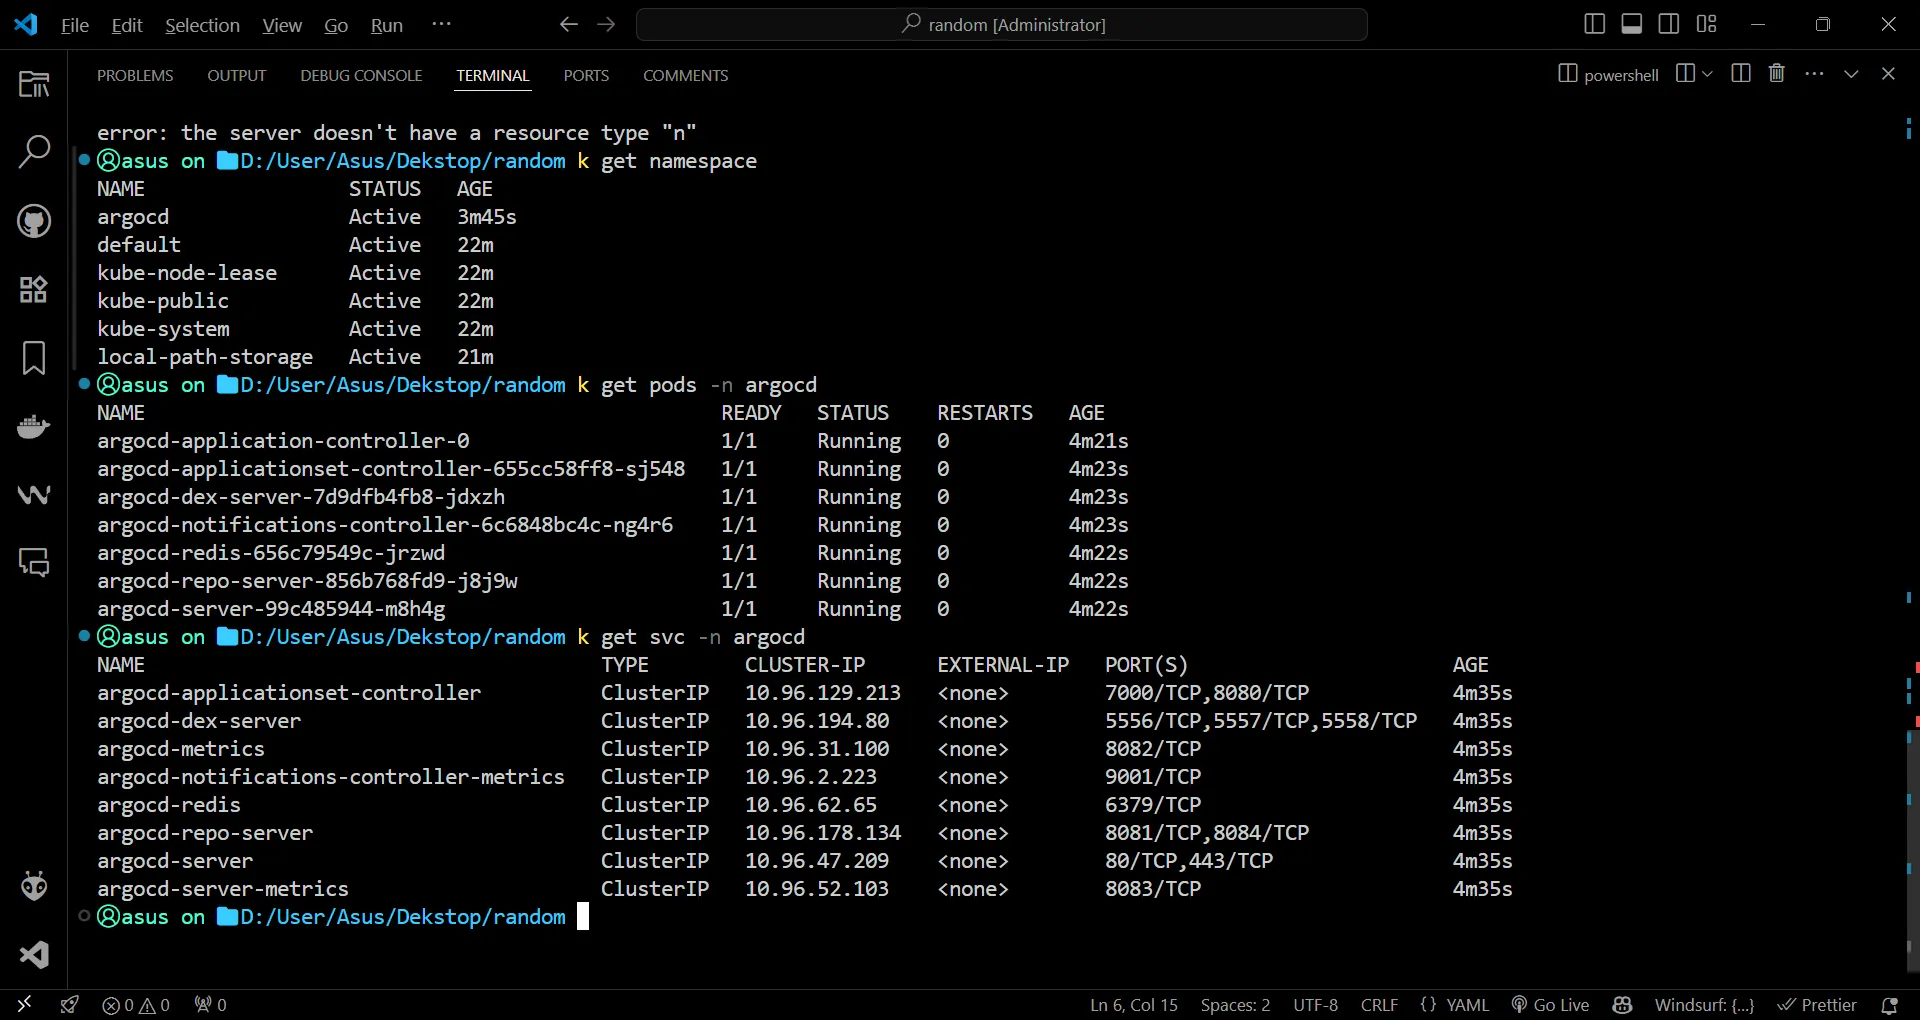 File Edit Selection View Go Run ··· random [Administrator]
PROBLEMS OUTPUT DEBUG CONSOLE TERMINAL PORTS COMMENTS powershell
error: the server doesn't have a resource type "n"
asus on D:/User/Asus/Dekstop/random k get namespace
NAME STATUS AGE
argocd Active 3m45s
default Active 22m
kube-node-lease Active 22m
kube-public Active 22m
kube-system Active 22m
local-path-storage Active 21m
asus on D:/User/Asus/Dekstop/random k get pods -n argocd
NAME READY STATUS RESTARTS AGE
argocd-application-controller-0 1/1 Running 0 4m21s
argocd-applicationset-controller-655cc58ff8-sj548 1/1 Running 0 4m23s
argocd-dex-server-7d9dfb4fb8-jdxzh 1/1 Running 0 4m23s
argocd-notifications-controller-6c6848bc4c-ng4r6 1/1 Running 0 4m23s
argocd-redis-656c79549c-jrzwd 1/1 Running 0 4m22s
argocd-repo-server-856b768fd9-j8j9w 1/1 Running 0 4m22s
argocd-server-99c485944-m8h4g 1/1 Running 0 4m22s
asus on D:/User/Asus/Dekstop/random k get svc -n argocd
NAME TYPE CLUSTER-IP EXTERNAL-IP PORT(S) AGE
argocd-applicationset-controller ClusterIP 10.96.129.213 <none> 7000/TCP,8080/TCP 4m35s
argocd-dex-server ClusterIP 10.96.194.80 <none> 5556/TCP,5557/TCP,5558/TCP 4m35s
argocd-metrics ClusterIP 10.96.31.100 <none> 8082/TCP 4m35s
argocd-notifications-controller-metrics ClusterIP 10.96.2.223 <none> 9001/TCP 4m35s
argocd-redis ClusterIP 10.96.62.65 <none> 6379/TCP 4m35s
argocd-repo-server ClusterIP 10.96.178.134 <none> 8081/TCP,8084/TCP 4m35s
argocd-server ClusterIP 10.96.47.209 <none> 80/TCP,443/TCP 4m35s
argocd-server-metrics ClusterIP 10.96.52.103 <none> 8083/TCP 4m35s
asus on D:/User/Asus/Dekstop/random
0 0 0 Ln 6, Col 15 Spaces: 2 UTF-8 CRLF {} YAML Go Live Windsurf: {...} Prettier